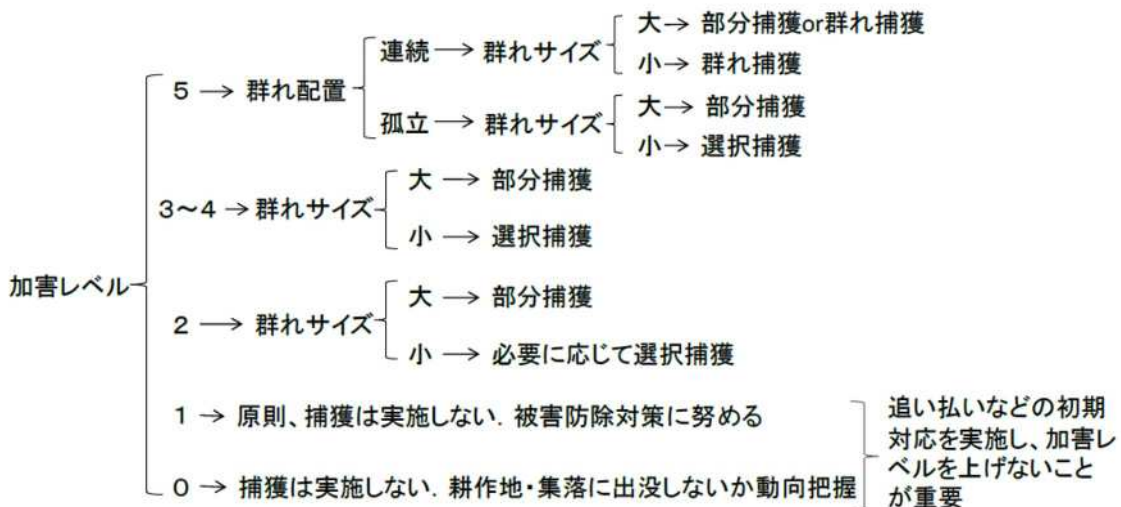 加害レベル
5 → 群れ配置
連続 → 群れサイズ
大→ 部分捕獲or群れ捕獲
小→ 群れ捕獲
孤立 → 群れサイズ
大→ 部分捕獲
小→ 選択捕獲
3~4 → 群れサイズ
大 → 部分捕獲
小 → 選択捕獲
2 → 群れサイズ
大 → 部分捕獲
小 → 必要に応じて選択捕獲
1 → 原則、捕獲は実施しない. 被害防除対策に努める
0 → 捕獲は実施しない. 耕作地・集落に出没しないか動向把握
追い払いなどの初期
対応を実施し、加害レ
ベルを上げないこと
が重要